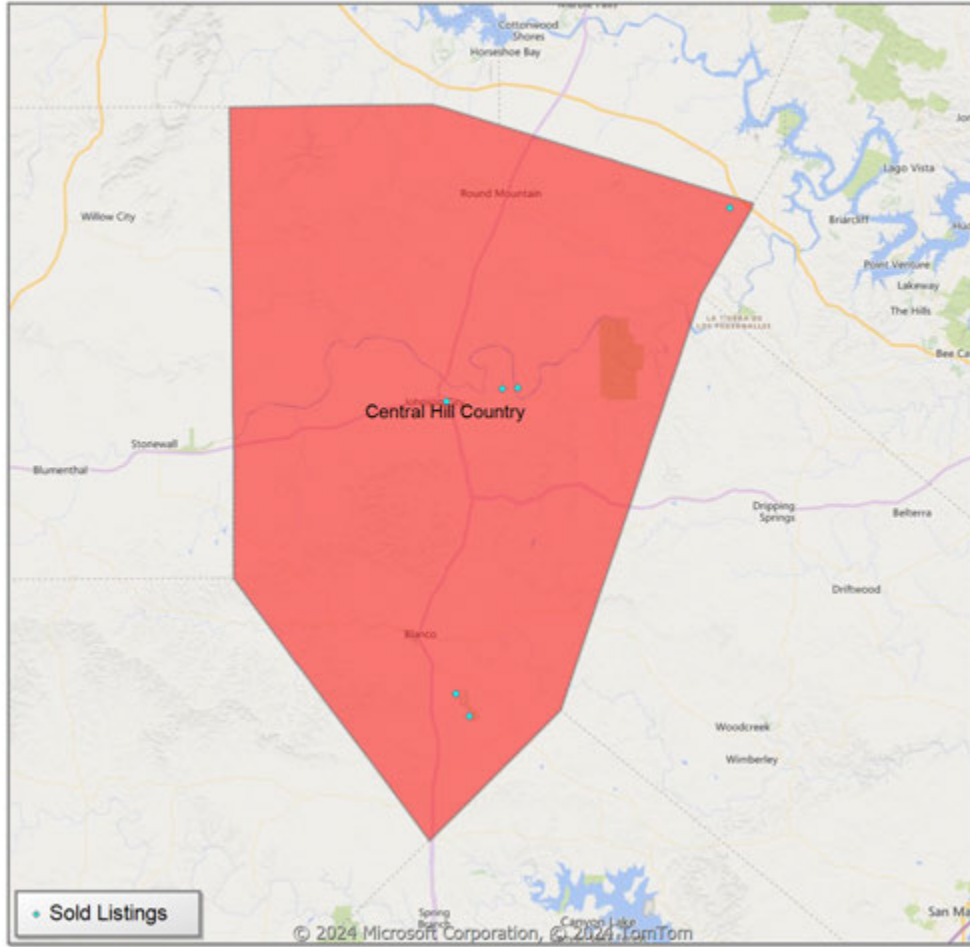 Marble Falls
Cottonwood
Shores
Horseshoe Bay
Lago Vista
Round Mountain
Willow City
Briarcliff
Point Venture
Lakeway
The Hills
LA TIERRA DE
LOS PEDERNALES
Central Hill Country
Stonewall
Blumenthal
Dripping
Springs
Belterra
Driftwood
Blanco
Woodcreek
Wimberley
Sold Listings
Spring
Branch
Canyon Lake
San Ma
© 2024 Microsoft Corporation, © 2024 TomTom